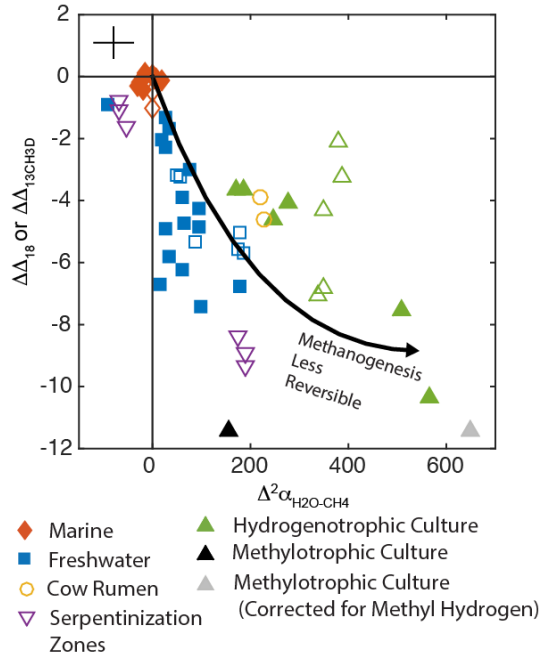 2
0
-2
-4
-6
-8
-10
-12
ΔΔ18 or ΔΔ13CH3D
Methanogenesis
Less
Reversible
0
200
400
600
Δ²αH2O-CH4
Marine
Freshwater
Cow Rumen
Serpentinization
Zones
Hydrogenotrophic Culture
Methylotrophic Culture
Methylotrophic Culture
(Corrected for Methyl Hydrogen)